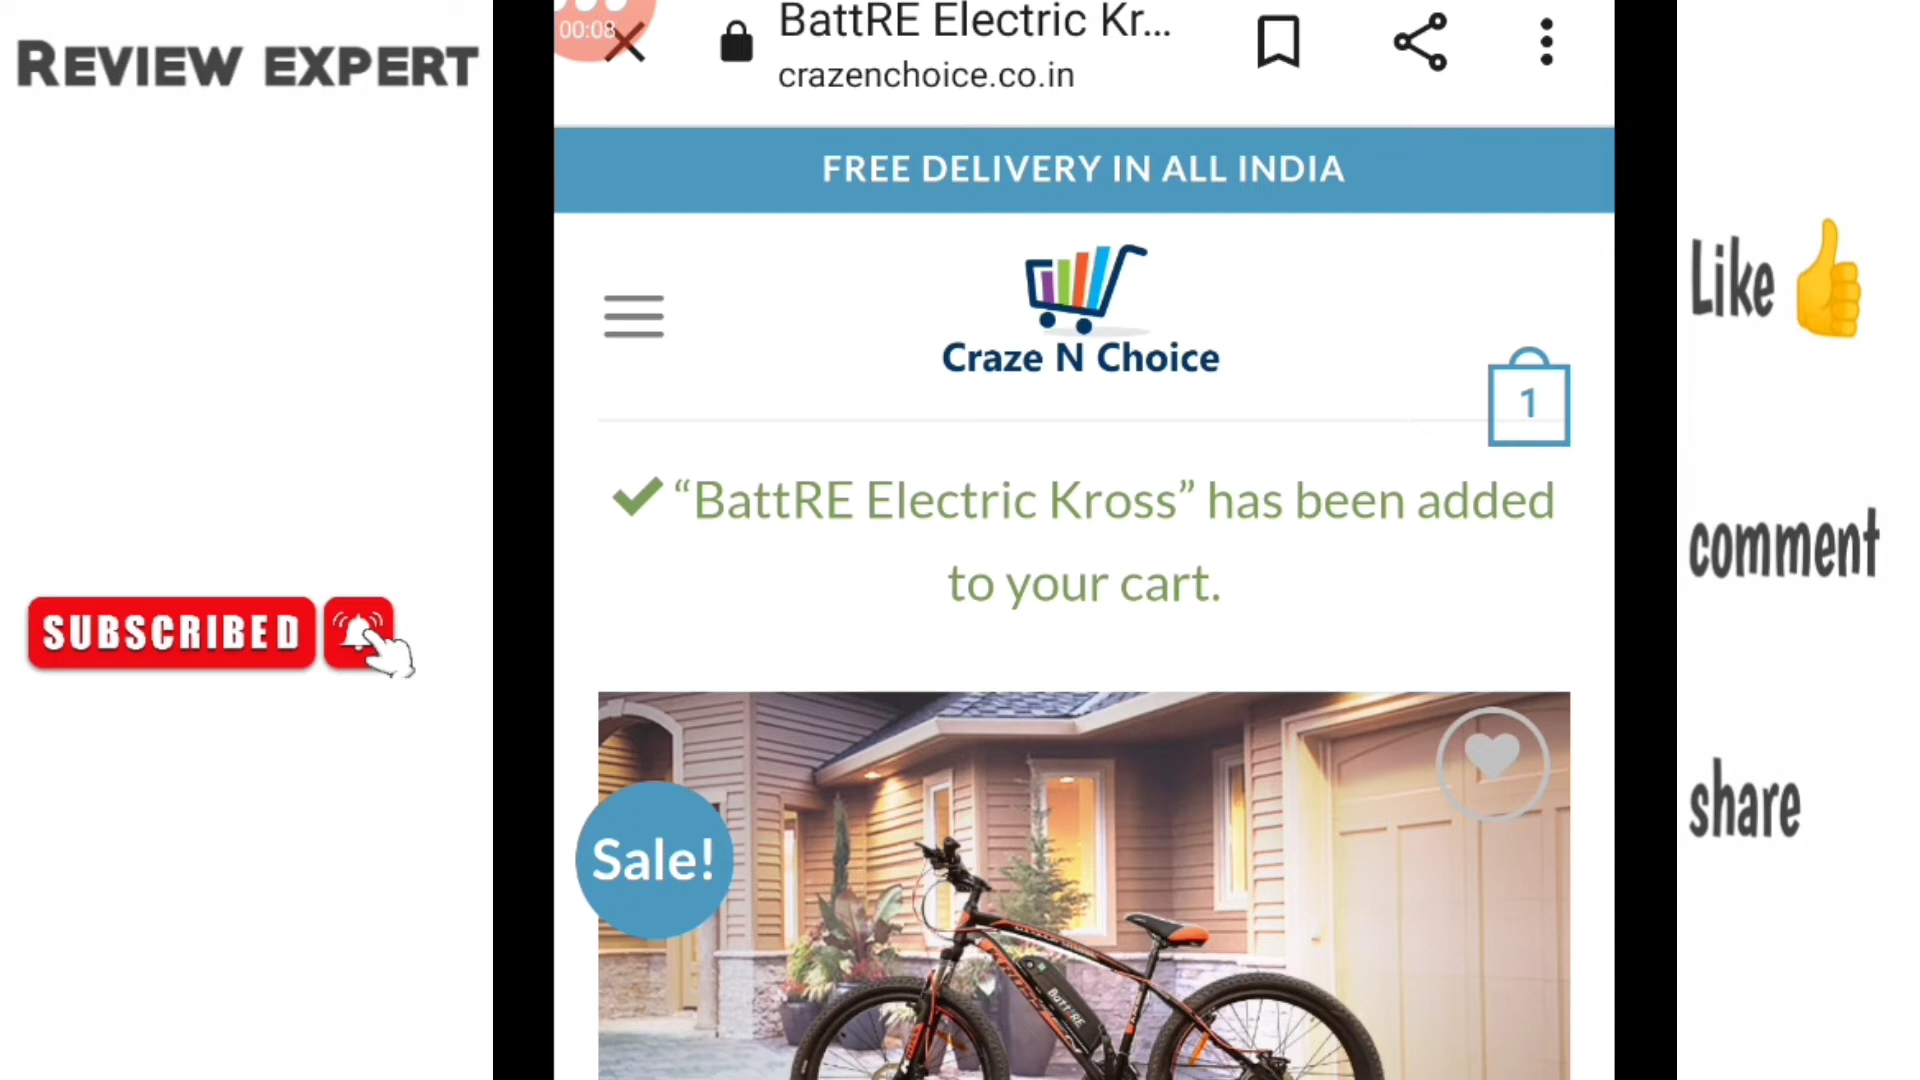 REVIEW EXPERT
00:08
BattRE Electric Kr...
crazenchoice.co.in
FREE DELIVERY IN ALL INDIA
Craze N Choice
1
“BattRE Electric Kross” has been added
to your cart.
Sale!
BattRE
SUBSCRIBED
Like
comment
share